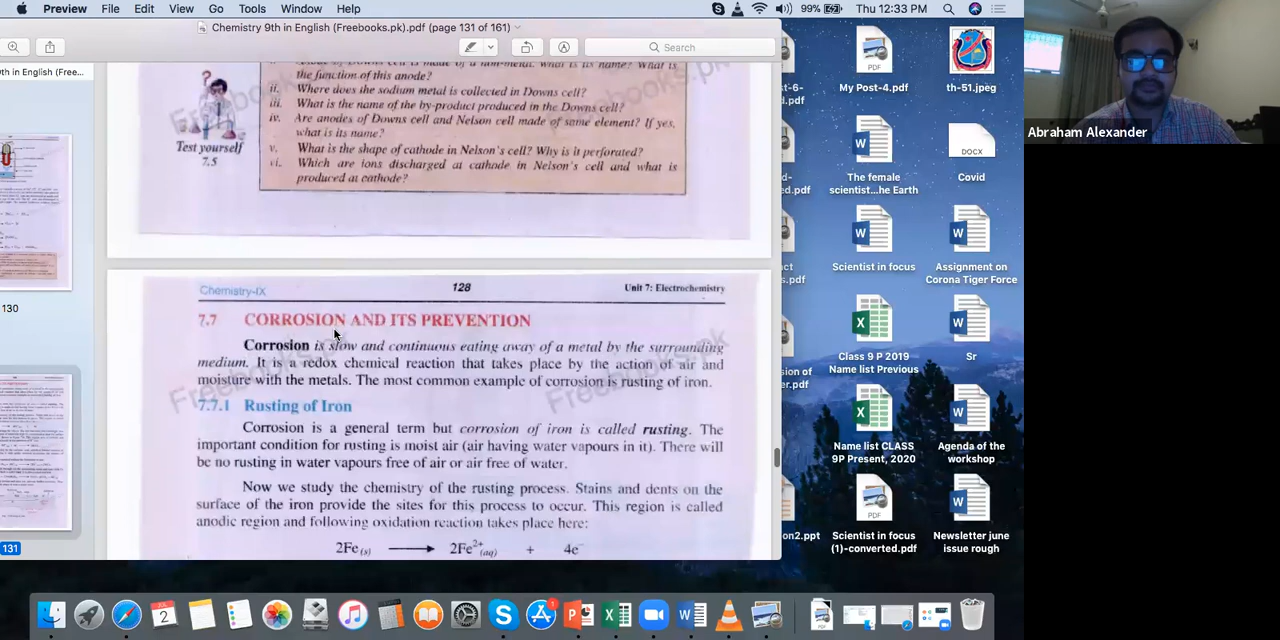 Preview File Edit View Go Tools Window Help
99% Thu 12:33 PM
Chemistry 9th in English (Freebooks.pk).pdf (page 131 of 161)
Search
9th in English (Free...
130
131
the function of this anode?
ii. Where does the sodium metal is collected in Downs cell?
iii. What is the name of the by-product produced in the Downs cell?
iv. Are anodes of Downs cell and Nelson cell made of same element? If yes,
what is its name?
v. What is the shape of cathode in Nelson's cell? Why is it perforated?
vi. Which are ions discharged at cathode in Nelson's cell and what is
produced at cathode?
Test yourself
7.5
Chemistry-IX 128 Unit 7: Electrochemistry
7.7 CORROSION AND ITS PREVENTION
Corrosion is slow and continuous eating away of a metal by the surrounding
medium. It is a redox chemical reaction that takes place by the action of air and
moisture with the metals. The most common example of corrosion is rusting of iron.
7.7.1 Rusting of Iron
Corrosion is a general term but corrosion of iron is called rusting. The
important condition for rusting is moist air (air having water vapours in it). There will
be no rusting in water vapours free of air or air free of water.
Now we study the chemistry of the rusting process. Stains and dents on the
surface of the iron provide the sites for this process to occur. This region is called
anodic region and following oxidation reaction takes place here:
2Fe(s) ⟶ 2Fe²⁺(aq) + 4e⁻
Freebooks.pk
My Post-4.pdf
th-51.jpeg
The female
scientist...he Earth
DOCX
Covid
Scientist in focus
Assignment on
Corona Tiger Force
Class 9 P 2019
Name list Previous
Sr
Name list CLASS
9P Present, 2020
Agenda of the
workshop
Scientist in focus
(1)-converted.pdf
Newsletter june
issue rough
Abraham Alexander